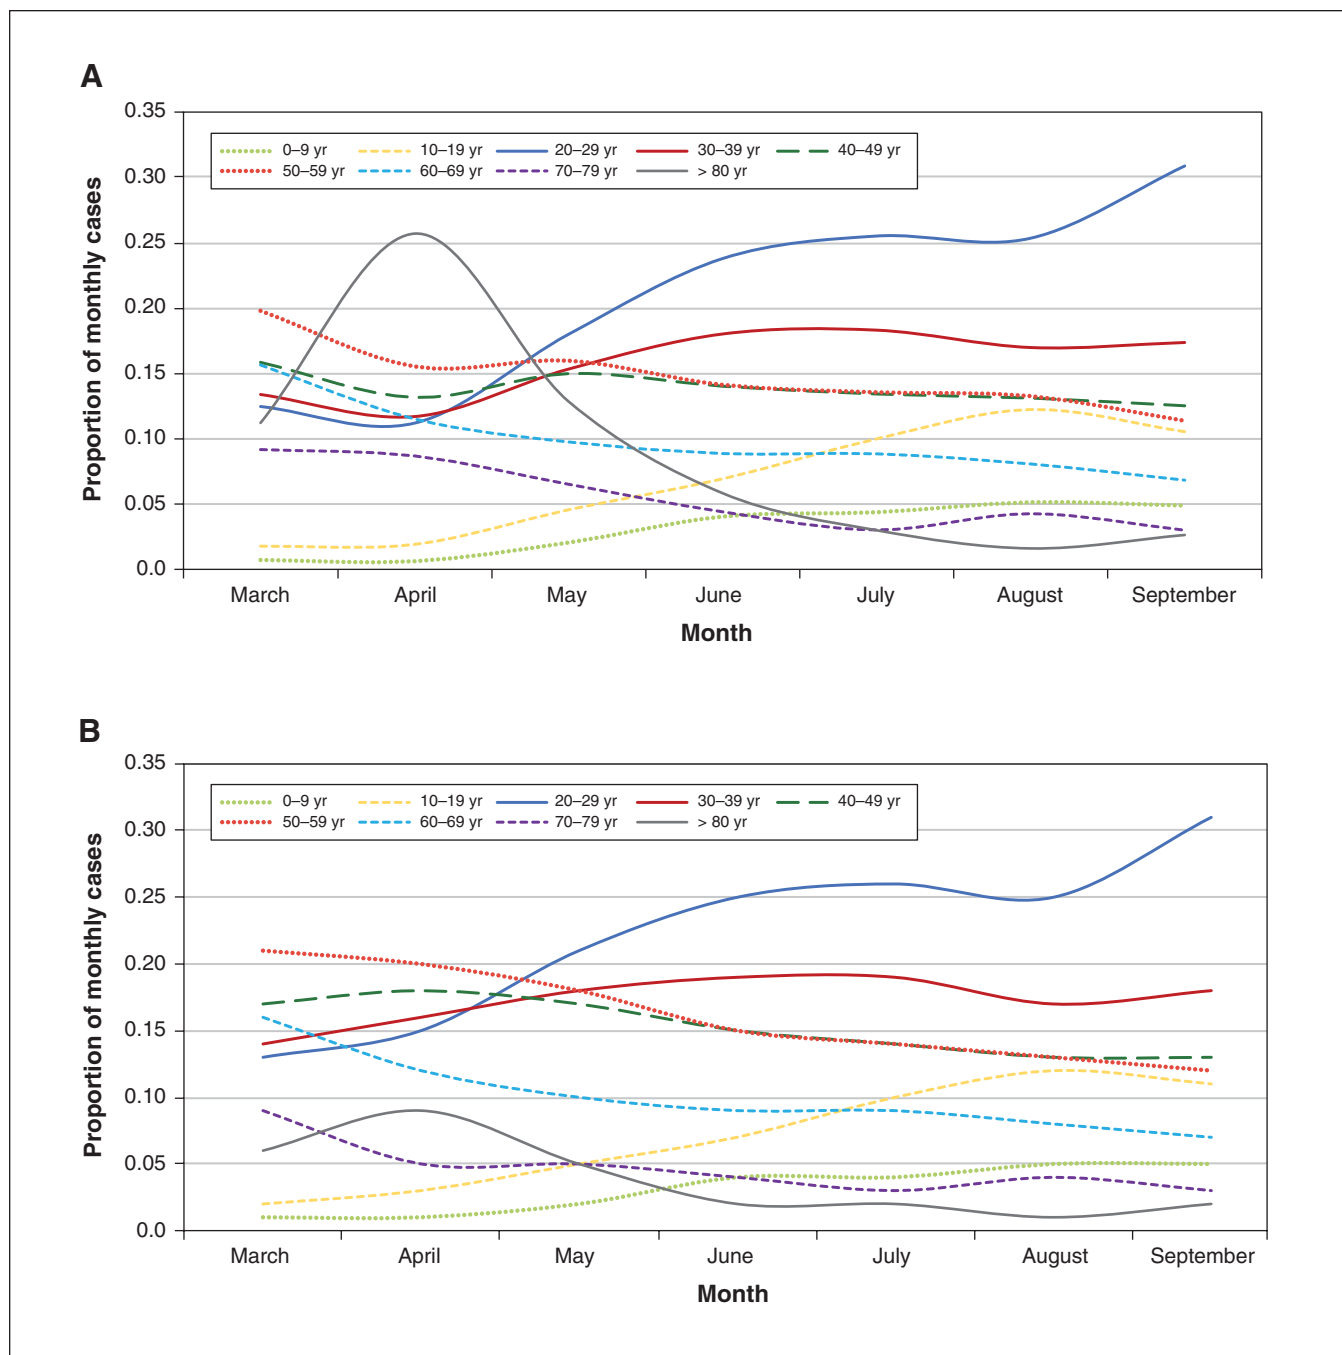 A
0.35
0.30
0.25
0.20
0.15
0.10
0.05
0.0
Proportion of monthly cases
0–9 yr 10–19 yr 20–29 yr 30–39 yr 40–49 yr
50–59 yr 60–69 yr 70–79 yr > 80 yr
March April May June July August September
Month
B
0.35
0.30
0.25
0.20
0.15
0.10
0.05
0.0
Proportion of monthly cases
0–9 yr 10–19 yr 20–29 yr 30–39 yr 40–49 yr
50–59 yr 60–69 yr 70–79 yr > 80 yr
March April May June July August September
Month